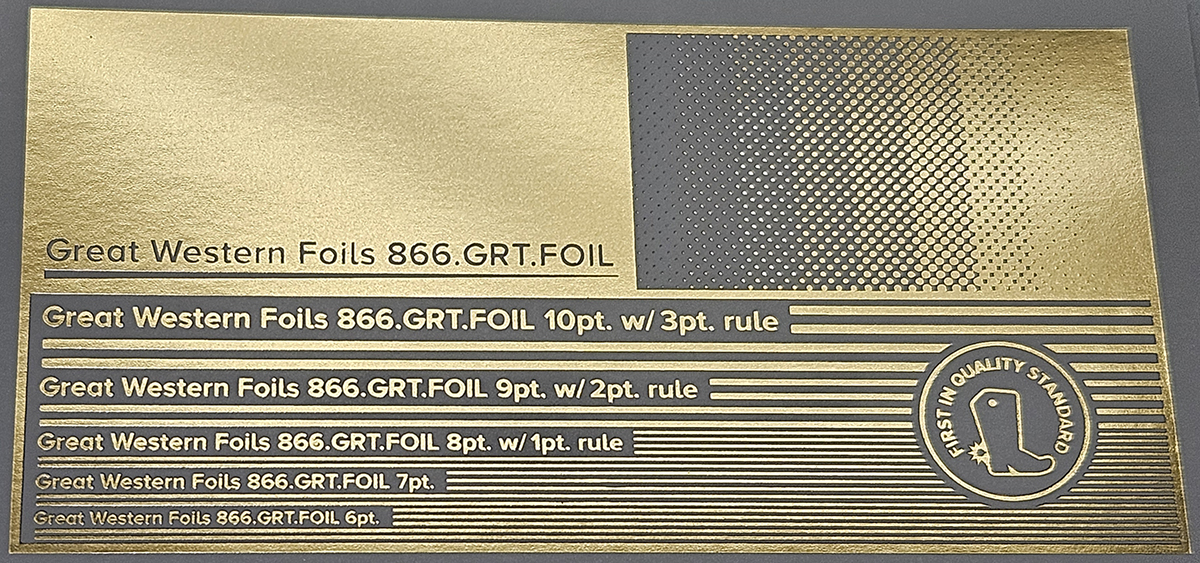 Great Western Foils 866.GRT.FOIL
Great Western Foils 866.GRT.FOIL 10pt. w/ 3pt. rule
Great Western Foils 866.GRT.FOIL 9pt. w/ 2pt. rule
Great Western Foils 866.GRT.FOIL 8pt. w/ 1pt. rule
Great Western Foils 866.GRT.FOIL 7pt.
Great Western Foils 866.GRT.FOIL 6pt.
FIRST IN QUALITY STANDARD